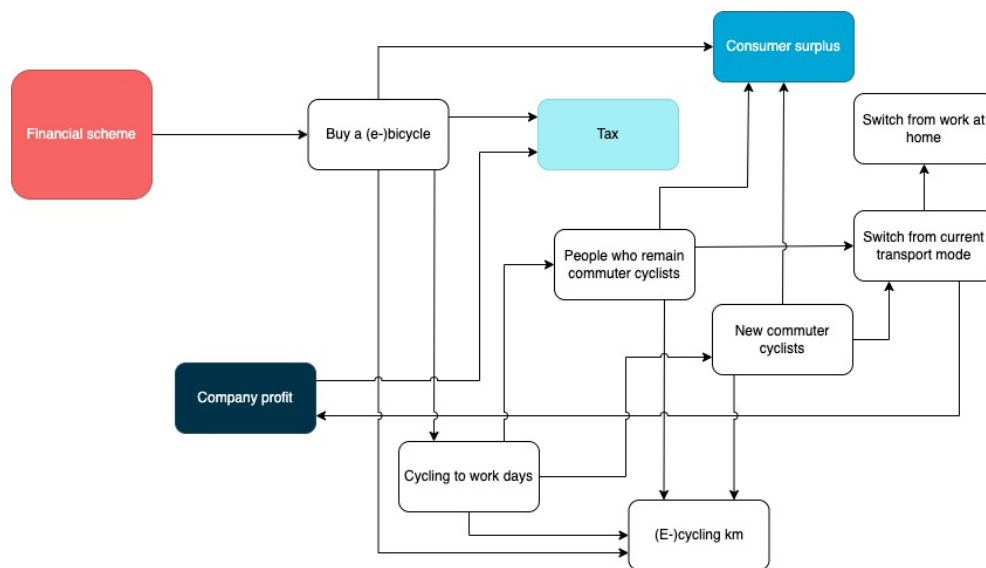 Consumer surplus
Financial scheme
Buy a (e-)bicycle
Tax
Switch from work at
home
People who remain
commuter cyclists
Switch from current
transport mode
New commuter
cyclists
Company profit
Cycling to work days
(E-)cycling km